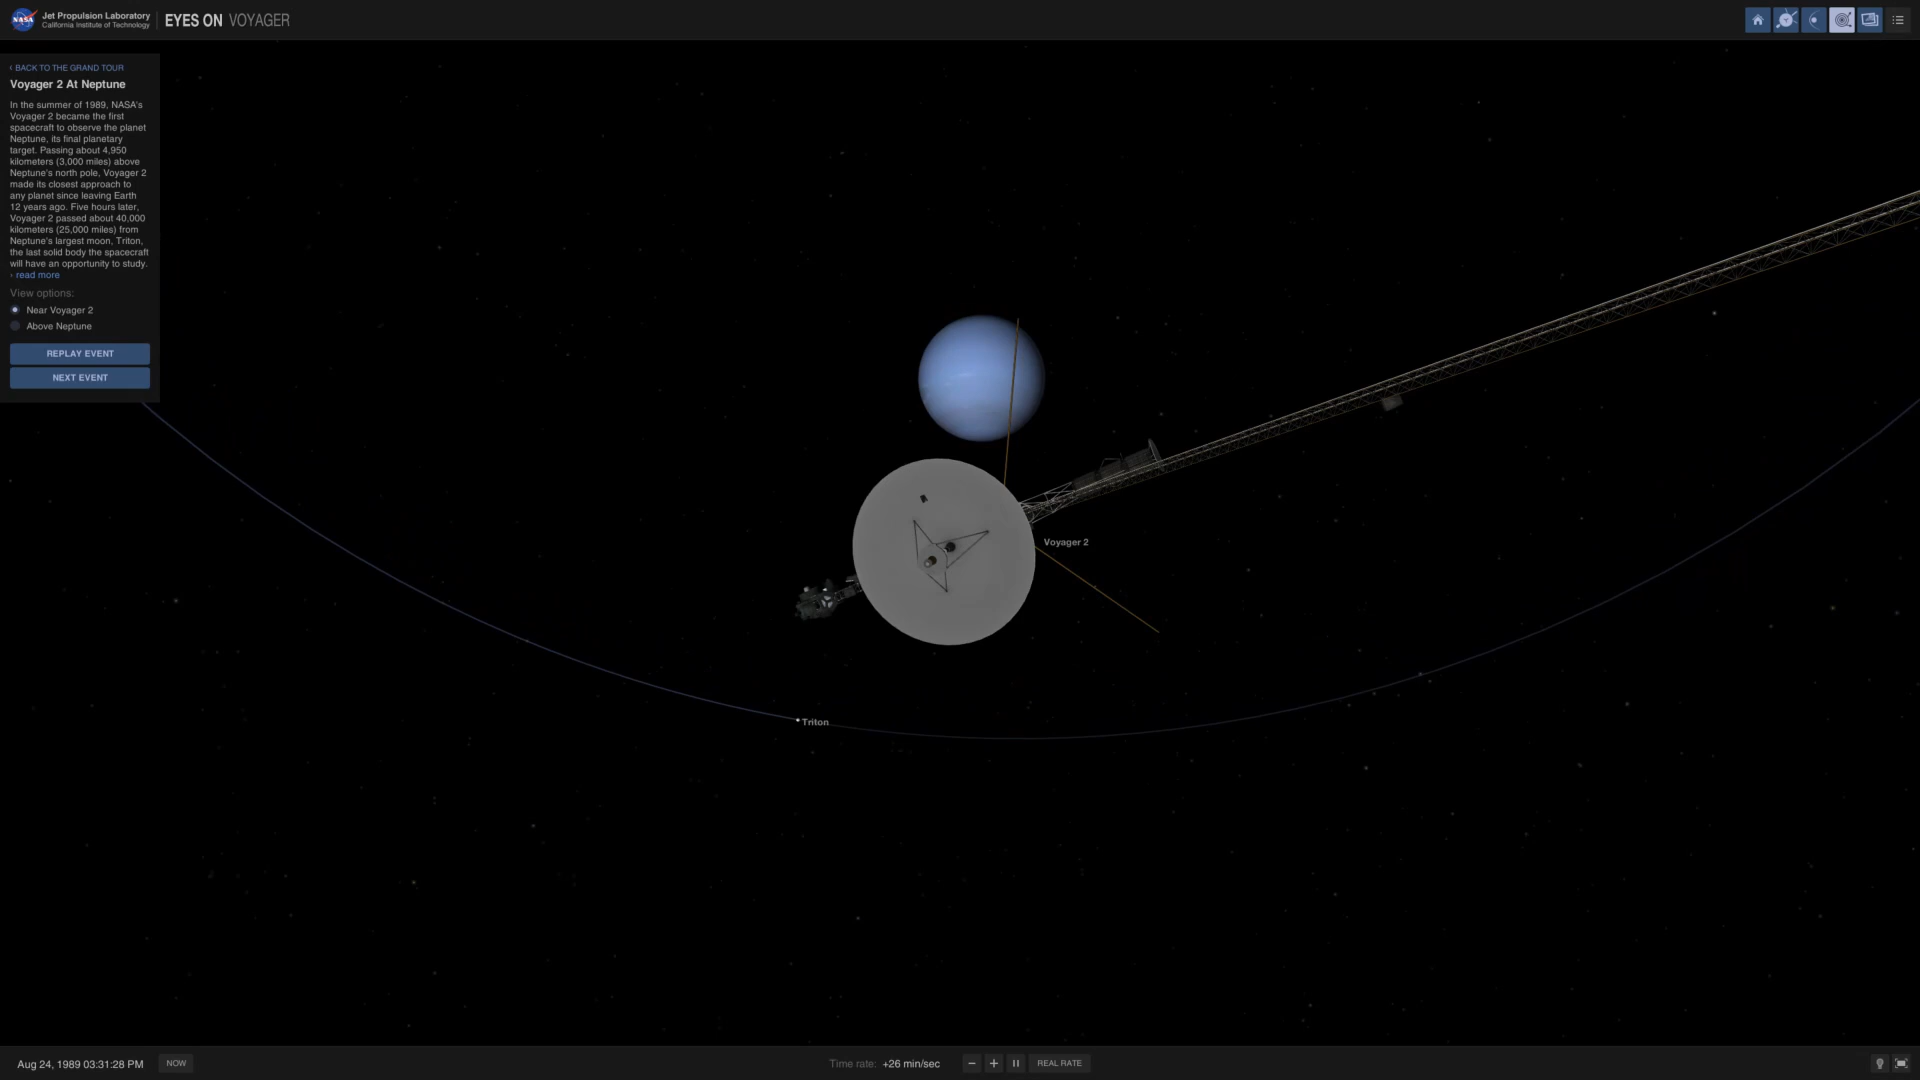 NASA
Jet Propulsion Laboratory
California Institute of Technology
EYES ON VOYAGER
‹ BACK TO THE GRAND TOUR
Voyager 2 At Neptune
In the summer of 1989, NASA's
Voyager 2 became the first
spacecraft to observe the planet
Neptune, its final planetary
target. Passing about 4,950
kilometers (3,000 miles) above
Neptune's north pole, Voyager 2
made its closest approach to
any planet since leaving Earth
12 years ago. Five hours later,
Voyager 2 passed about 40,000
kilometers (25,000 miles) from
Neptune's largest moon, Triton,
the last solid body the spacecraft
will have an opportunity to study.
› read more
View options:
Near Voyager 2
Above Neptune
REPLAY EVENT
NEXT EVENT
Voyager 2
Triton
Aug 24, 1989 03:31:28 PM NOW
Time rate: +26 min/sec − + REAL RATE